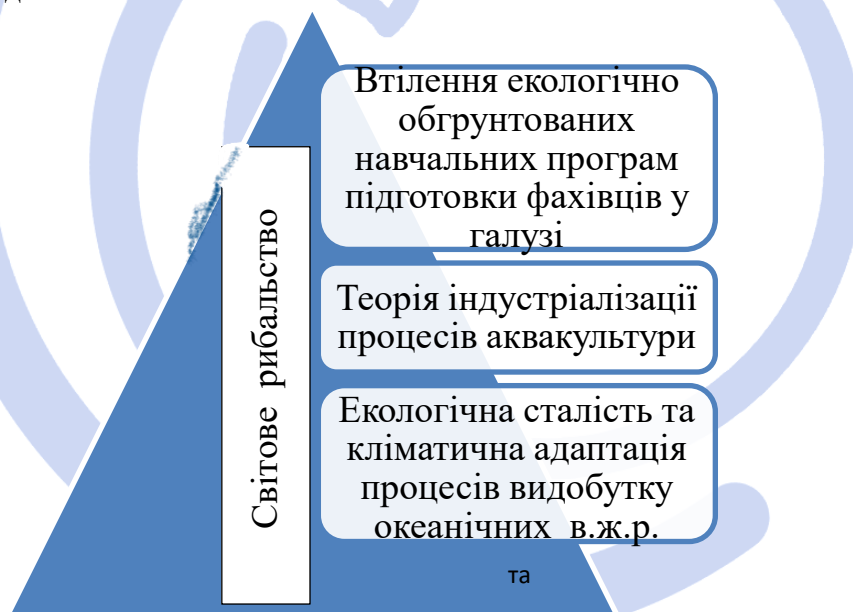 Втілення екологічно
обгрунтованих
навчальних програм
підготовки фахівців у
галузі
Світове рибальство
Теорія індустріалізації
процесів аквакультури
Екологічна сталість та
кліматична адаптація
процесів видобутку
океанічних в.ж.р.
та